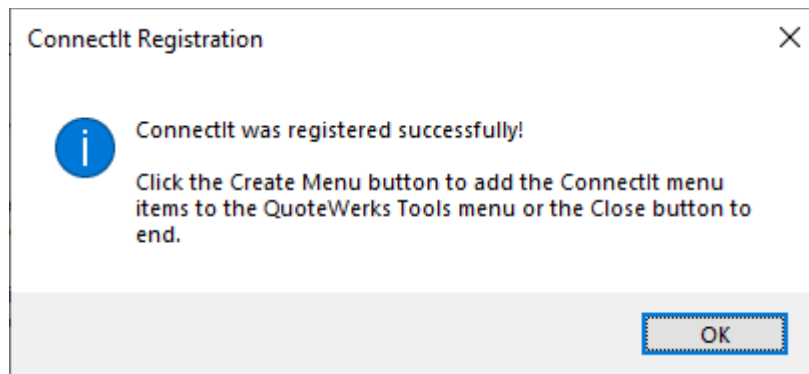 ConnectIt Registration
ConnectIt was registered successfully!
Click the Create Menu button to add the ConnectIt menu
items to the QuoteWerks Tools menu or the Close button to
end.
OK